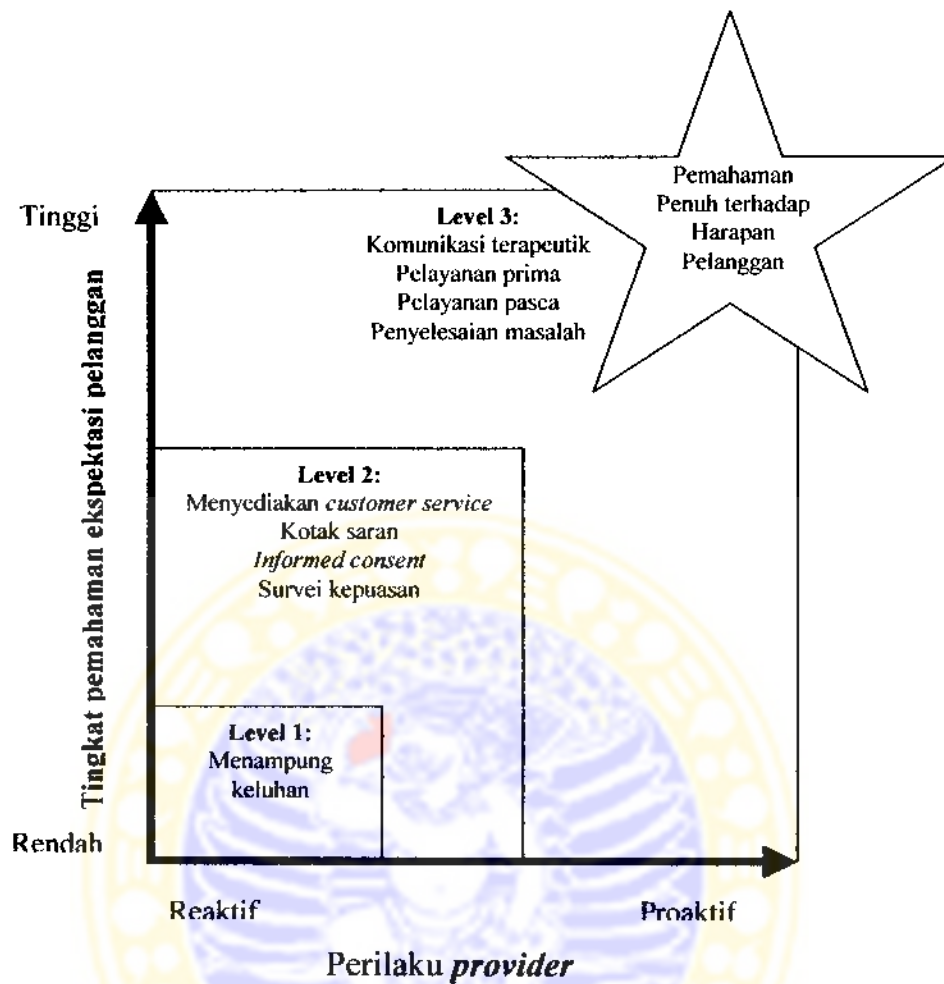 Pemahaman
Penuh terhadap
Harapan
Pelanggan
Tinggi
Level 3:
Komunikasi terapeutik
Pelayanan prima
Pelayanan pasca
Penyelesaian masalah
Tingkat pemahaman ekspektasi pelanggan
Level 2:
Menyediakan customer service
Kotak saran
Informed consent
Survei kepuasan
Level 1:
Menampung
keluhan
Rendah
Reaktif
Proaktif
Perilaku provider